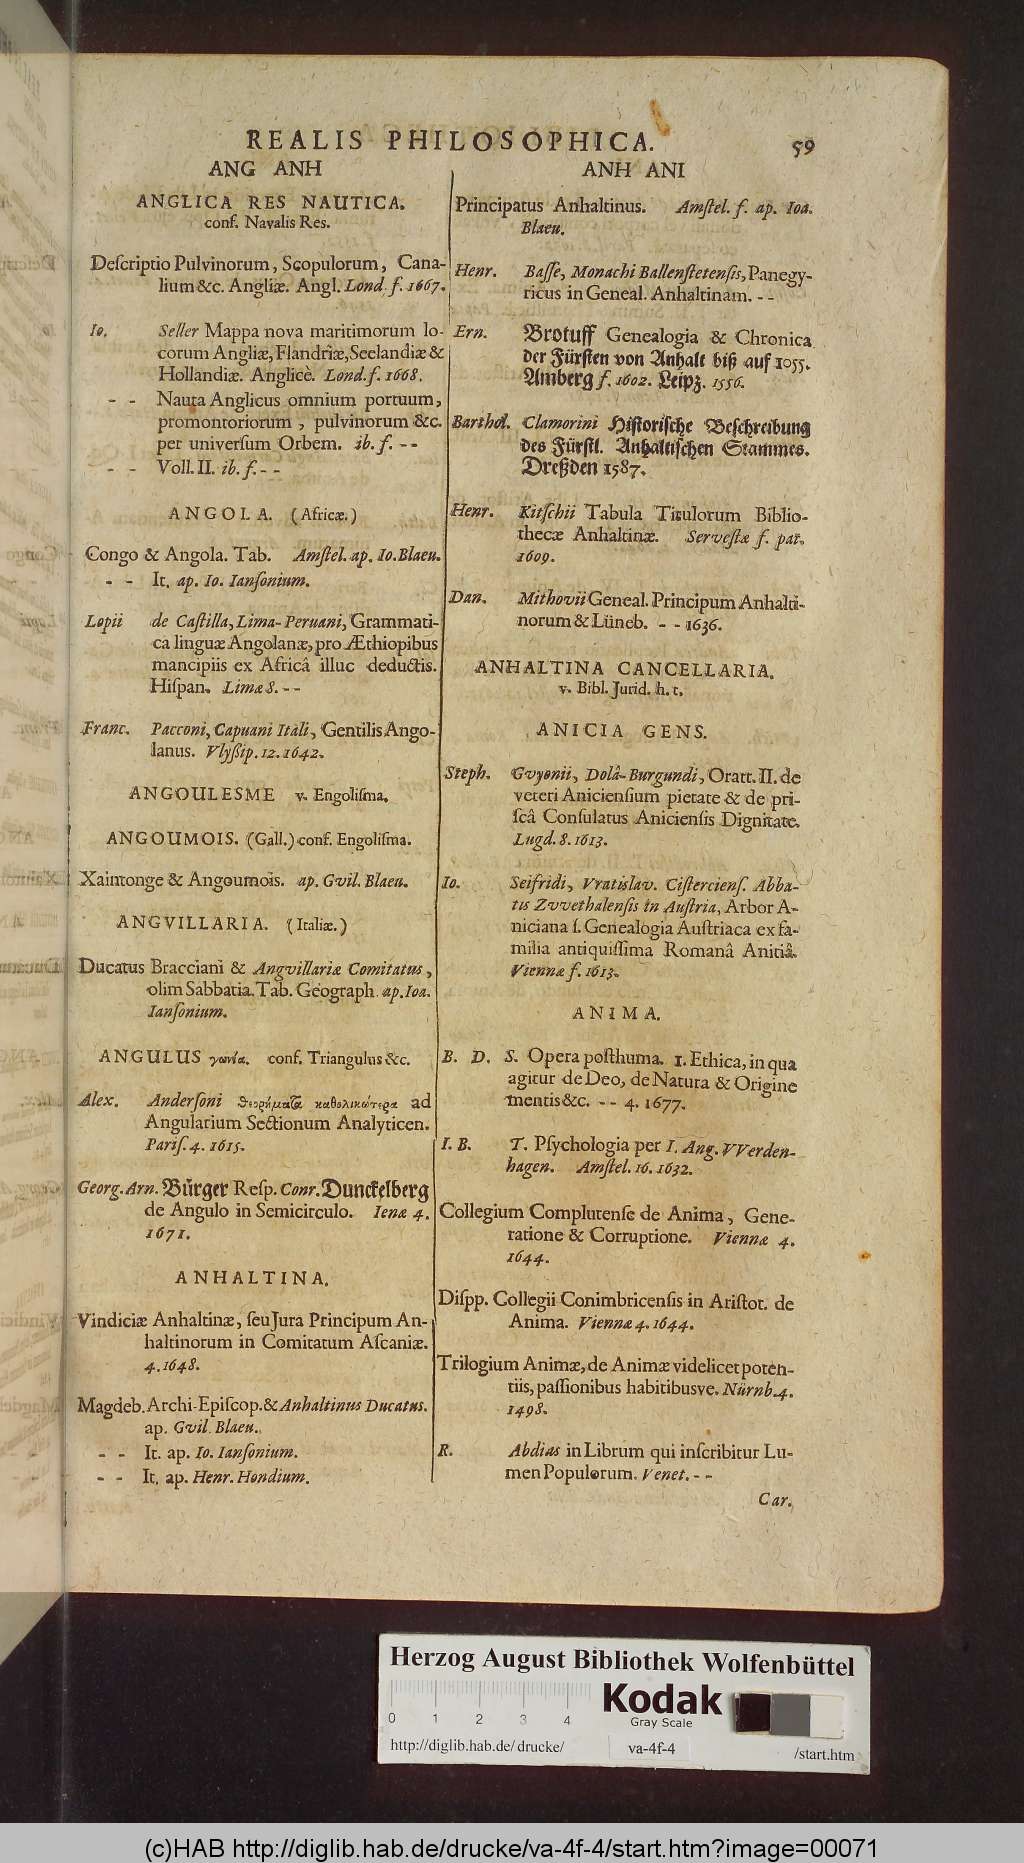 REALIS PHILOSOPHICA.
59
ANG ANH
ANGLICA RES NAUTICA.
conf. Navalis Res.
Deſcriptio Pulvinorum, Scopulorum, Cana-
lium &c. Angliæ. Angl. Lond. f. 1667.
Io. Seller Mappa nova maritimorum lo-
corum Angliæ, Flandriæ, Seelandiæ &
Hollandiæ. Anglicè. Lond. f. 1668.
- - Nauta Anglicus omnium portuum,
promontoriorum, pulvinorum &c.
per univerſum Orbem. ib. f. - -
- - Voll. II. ib. f. - -
ANGOLA. (Africæ.)
Congo & Angola. Tab. Amſtel. ap. Io. Blaeu.
- - It. ap. Io. Ianſonium.
Lopii de Caſtilla, Lima-Peruani, Grammati-
ca linguæ Angolanæ, pro Æthiopibus
mancipiis ex Africâ illuc deductis.
Hiſpan. Limæ 8. - -
Franc. Pacconi, Capuani Itali, Gentilis Ango-
lanus. Vlyßip. 12. 1642.
ANGOULESME v. Engoliſma.
ANGOUMOIS. (Gall.) conf. Engoliſma.
Xaintonge & Angoumois. ap. Gvil. Blaeu.
ANGVILLARIA. (Italiæ.)
Ducatus Bracciani & Angvillariæ Comitatus,
olim Sabbatia. Tab. Geograph. ap. Ioa.
Ianſonium.
ANGULUS γωνία. conf. Triangulus &c.
Alex. Anderſoni Θεορήματα καθολικώτερα ad
Angularium Sectionum Analyticen.
Pariſ. 4. 1615.
Georg. Arn. Bürger Reſp. Conr. Dunckelberg
de Angulo in Semicirculo. Ienæ 4.
1671.
ANHALTINA.
Vindiciæ Anhaltinæ, ſeu Jura Principum An-
haltinorum in Comitatum Aſcaniæ.
4. 1648.
Magdeb. Archi-Epiſcop. & Anhaltinus Ducatus.
ap. Gvil. Blaeu.
- - It. ap. Io. Ianſonium.
- - It. ap. Henr. Hondium.
ANH ANI
Principatus Anhaltinus. Amſtel. f. ap. Ioa.
Blaeu.
Henr. Baſſe, Monachi Ballenſtetenſis, Panegy-
ricus in Geneal. Anhaltinam. - -
Ern. Brotuff Genealogia & Chronica
der Fürſten von Anhalt biß auf 1055.
Amberg f. 1602. Leipz. 1556.
Barthol. Clamorini Hiſtoriſche Beſchreibung
des Fürſtl. Anhaltiſchen Stammes.
Dreßden 1587.
Henr. Kitſchii Tabula Titulorum Biblio-
thecæ Anhaltinæ. Serveſtæ f. pat.
1609.
Dan. Mithovii Geneal. Principum Anhalti-
norum & Lüneb. - - 1636.
ANHALTINA CANCELLARIA.
v. Bibl. Jurid. h. t.
ANICIA GENS.
Steph. Gvyonii, Dolâ-Burgundi, Oratt. II. de
veteri Anicienſium pietate & de pri-
ſcâ Conſulatus Anicienſis Dignitate.
Lugd. 8. 1613.
Io. Seifridi, Vratislav. Ciſtercienſ. Abba-
tis Zvvethalenſis in Auſtria, Arbor A-
niciana ſ. Genealogia Auſtriaca ex fa-
milia antiquiſſima Romanâ Anitiâ.
Viennæ f. 1613.
ANIMA.
B. D. S. Opera poſthuma. 1. Ethica, in qua
agitur de Deo, de Natura & Origine
mentis &c. - - 4. 1677.
I. B. T. Pſychologia per I. Ang. VVerden-
hagen. Amſtel. 16. 1632.
Collegium Complutenſe de Anima, Gene-
ratione & Corruptione. Viennæ 4.
1644.
Diſpp. Collegii Conimbricenſis in Ariſtot. de
Anima. Viennæ 4. 1644.
Trilogium Animæ, de Animæ videlicet poten-
tiis, paſſionibus habitibusve. Nürnb. 4.
1498.
R. Abdias in Librum qui inſcribitur Lu-
men Populorum. Venet. - -
Car.
Herzog August Bibliothek Wolfenbüttel
Kodak
Gray Scale
0 1 2 3 4
http://diglib.hab.de/drucke/ va-4f-4 /start.htm
(c)HAB http://diglib.hab.de/drucke/va-4f-4/start.htm?image=00071